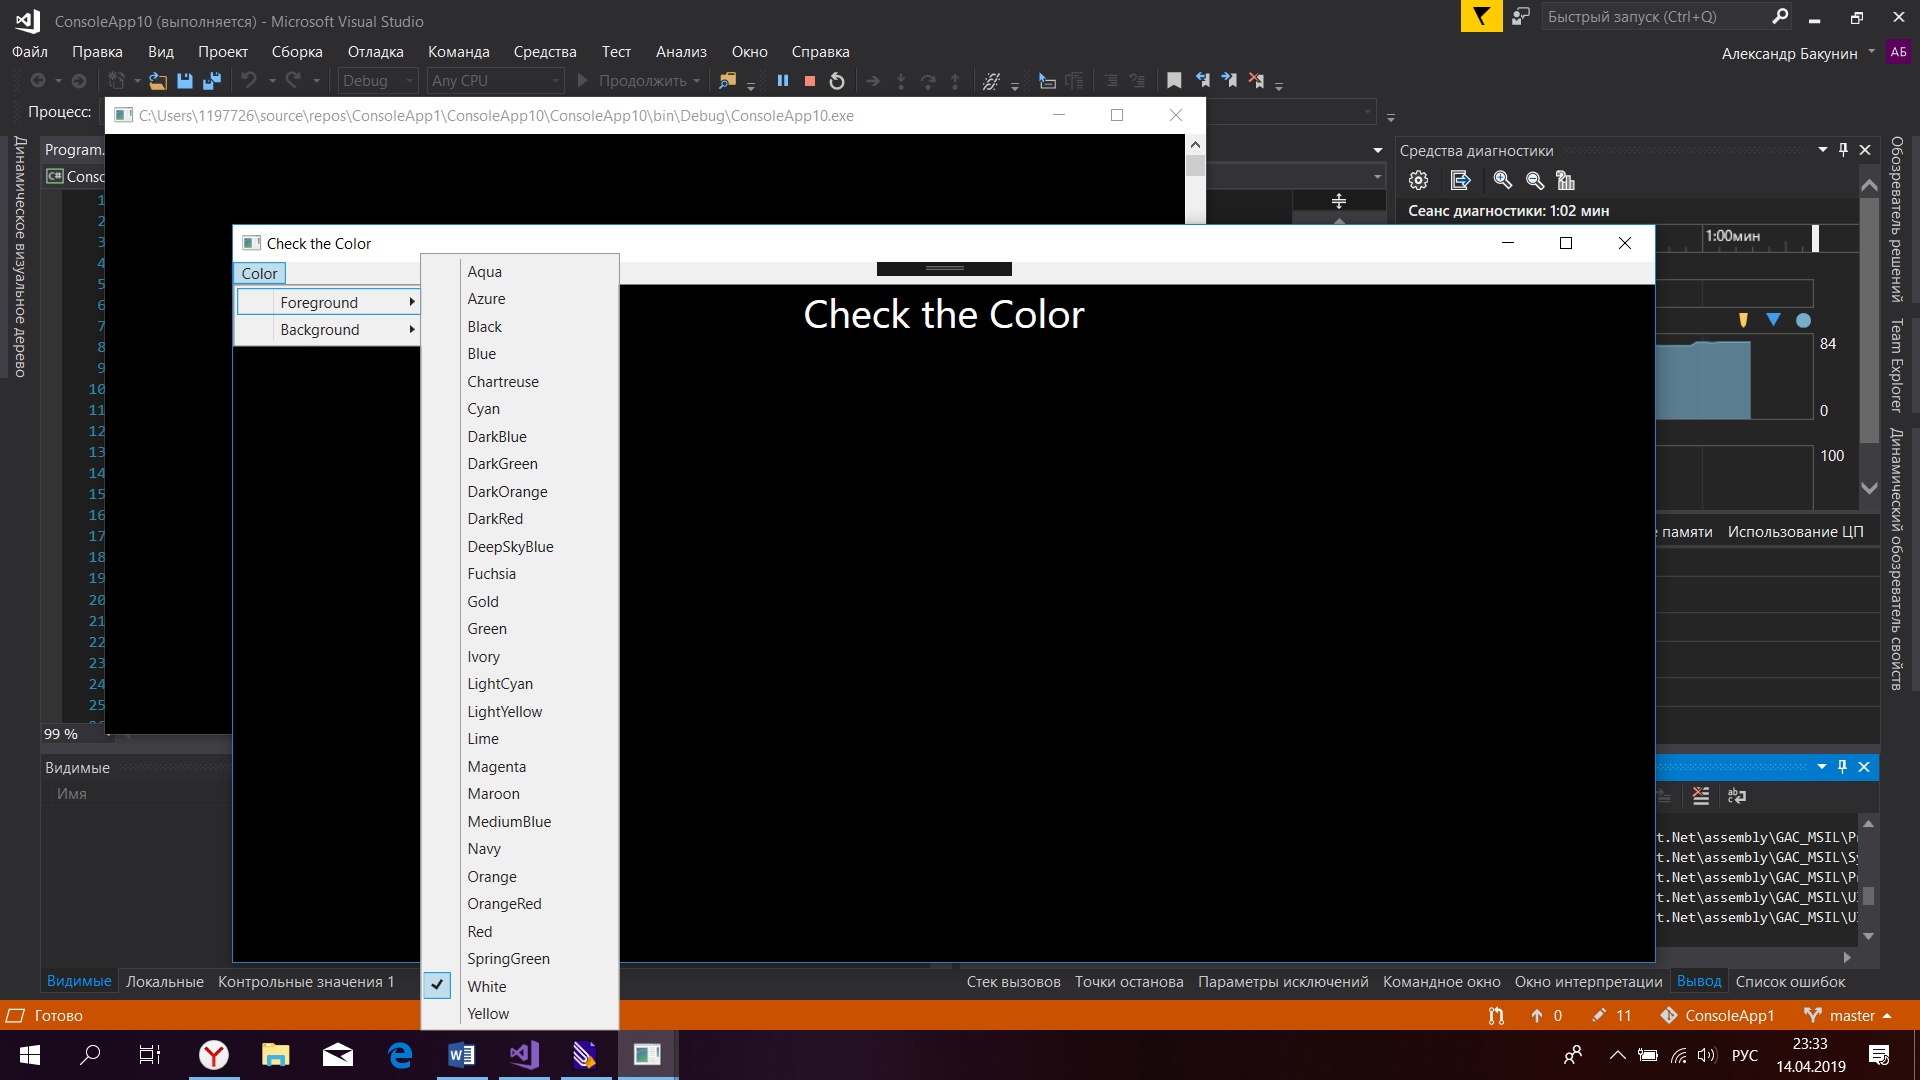 ConsoleApp10 (выполняется) - Microsoft Visual Studio
Быстрый запуск (Ctrl+Q)
Файл Правка Вид Проект Сборка Отладка Команда Средства Тест Анализ Окно Справка
Александр Бакунин АБ
Debug Any CPU Продолжить
Процесс:
C:\Users\1197726\source\repos\ConsoleApp1\ConsoleApp10\ConsoleApp10\bin\Debug\ConsoleApp10.exe
Динамическое визуальное дерево
Program.
C# Consc
1
2
3
4
5
6
7
8
9
10
11
12
13
14
15
16
17
18
19
20
21
22
23
24
25
99 %
Check the Color
Color
Foreground
Background
Check the Color
Aqua
Azure
Black
Blue
Chartreuse
Cyan
DarkBlue
DarkGreen
DarkOrange
DarkRed
DeepSkyBlue
Fuchsia
Gold
Green
Ivory
LightCyan
LightYellow
Lime
Magenta
Maroon
MediumBlue
Navy
Orange
OrangeRed
Red
SpringGreen
White
Yellow
Средства диагностики
Сеанс диагностики: 1:02 мин
1:00мин
84
0
100
е памяти Использование ЦП
Обозреватель решений
Team Explorer
Динамический обозреватель свойств
Видимые
Имя
t.Net\assembly\GAC_MSIL\P
t.Net\assembly\GAC_MSIL\Sy
t.Net\assembly\GAC_MSIL\P
t.Net\assembly\GAC_MSIL\U
t.Net\assembly\GAC_MSIL\U
Видимые Локальные Контрольные значения 1
Стек вызовов Точки останова Параметры исключений Командное окно Окно интерпретации Вывод Список ошибок
Готово
0 11 ConsoleApp1 master
РУС
23:33
14.04.2019